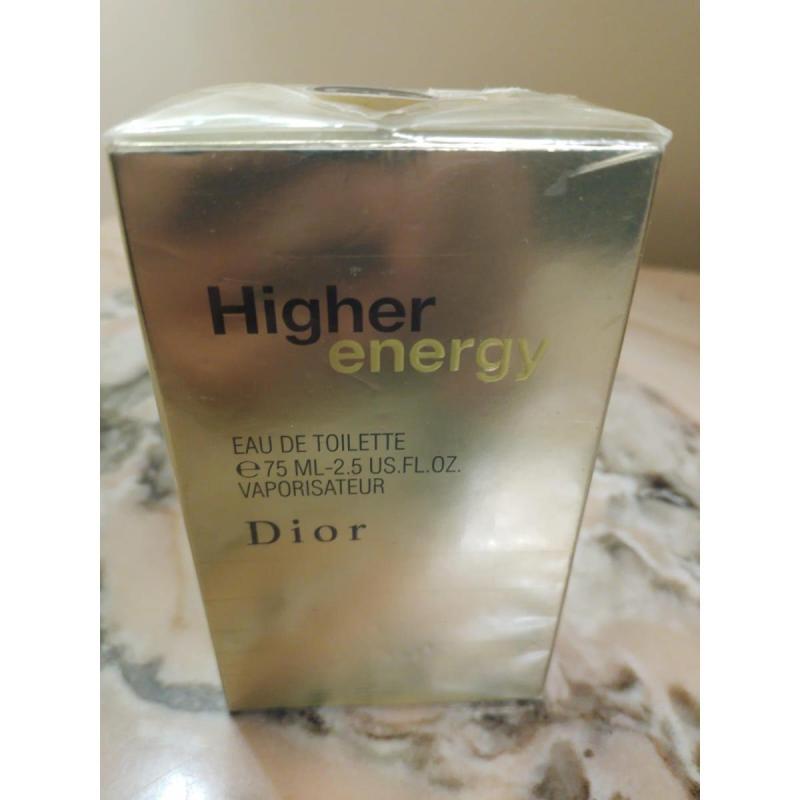 Higher
energy
EAU DE TOILETTE
℮75 ML-2.5 US.FL.OZ.
VAPORISATEUR
Dior